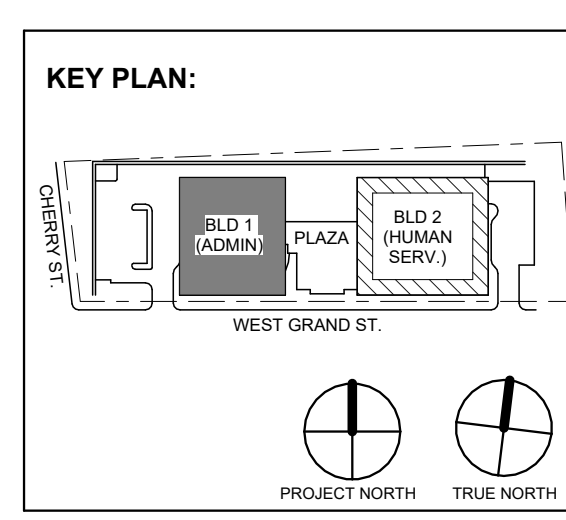 KEY PLAN:
CHERRY ST.
BLD 1
(ADMIN)
PLAZA
BLD 2
(HUMAN
SERV.)
WEST GRAND ST.
PROJECT NORTH
TRUE NORTH